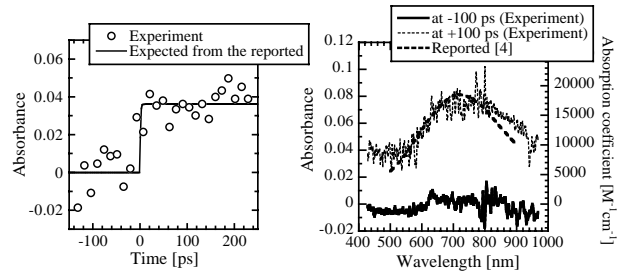 Experiment
Expected from the reported
0.06
0.04
0.02
0
-0.02
Absorbance
-100
0
100
200
Time [ps]
at -100 ps (Experiment)
at +100 ps (Experiment)
Reported [4]
0.12
0.1
0.08
0.06
0.04
0.02
0
-0.02
Absorbance
20000
15000
10000
5000
0
Absorption coefficient [M⁻¹cm⁻¹]
400 500 600 700 800 900 1000
Wavelength [nm]